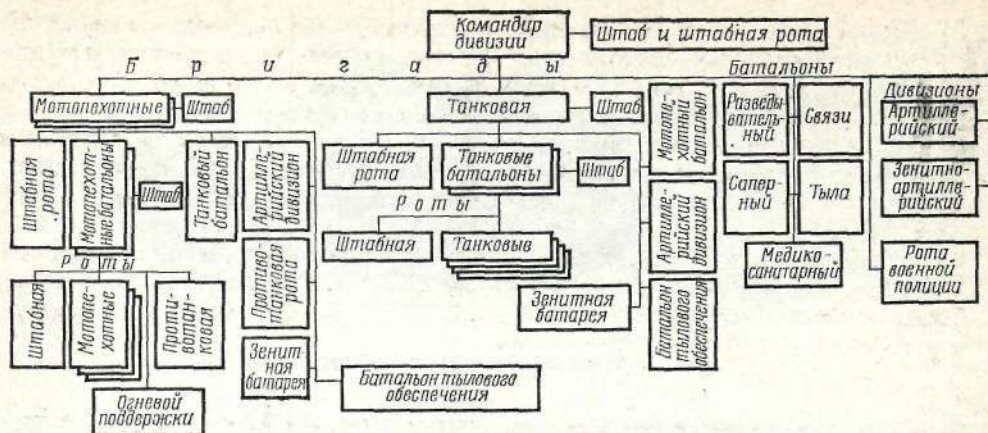 Командир
дивизии
Штаб и штабная рота
Бригады
Батальоны
Мотопехотные
Штаб
Танковая
Штаб
Мотопе-
хотный
батальон
Разведы-
вательный
Связи
Дивизионы
Артилле-
рийский
Штабная
рота
Мотопехот-
ные батальоны
Штаб
Танковый
батальон
Артилле-
рийский
дивизион
Штабная
рота
Танковые
батальоны
Штаб
Артилле-
рийский
дивизион
Сапер-
ный
Тыла
Зенитно-
артилле-
рийский
Роты
Роты
Штабная
Танковые
Медико-
санитарный
Рота
военной
полиции
Штабная
Мотопе-
хотные
Проти-
вотан-
ковая
Противо-
танковая
рота
Зенитная
батарея
Батальон
тылового
обеспечения
Зенит-
ная
батарея
Батальон тылового
обеспечения
Огневой
поддержки